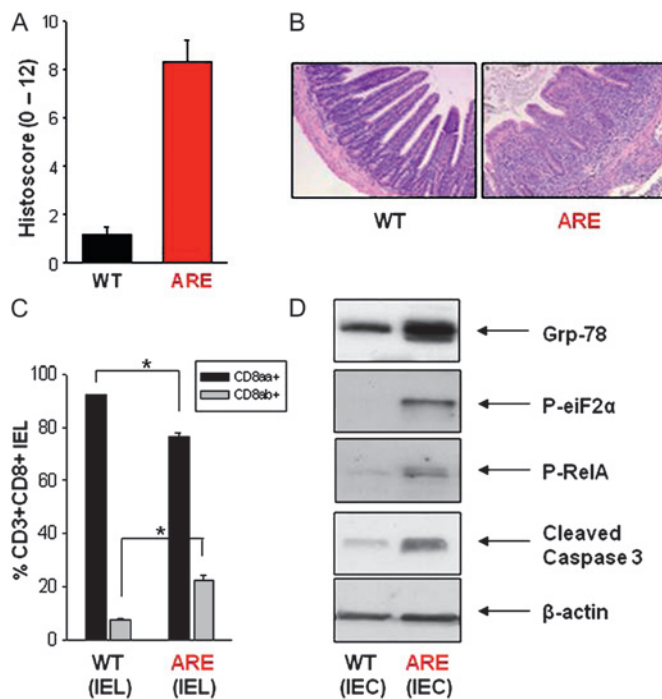 A
10
8
6
4
2
0
Histoscore (0 – 12)
WT
ARE
B
WT
ARE
C
CD8aa+
CD8ab+
100
80
60
40
20
0
% CD3+CD8+ IEL
*
*
WT
(IEL)
ARE
(IEL)
D
Grp-78
P-eiF2α
P-RelA
Cleaved
Caspase 3
β-actin
WT
(IEC)
ARE
(IEC)